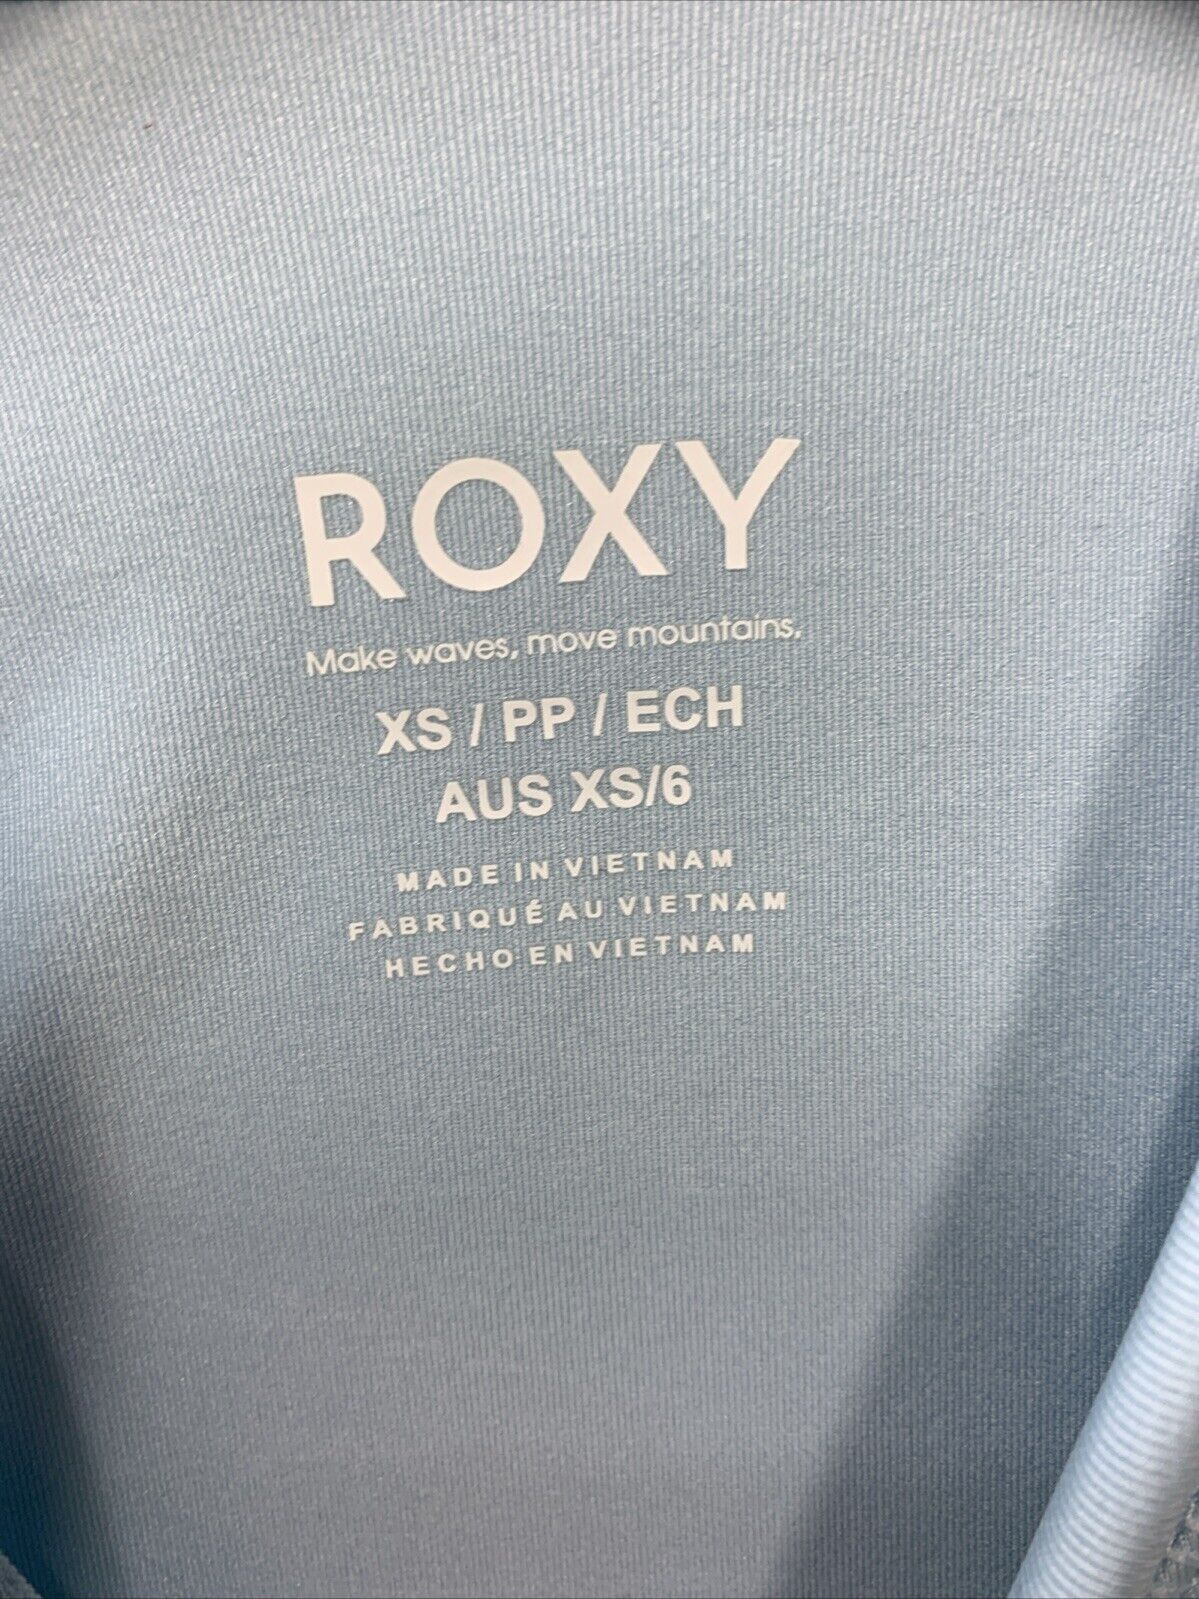 ROXY
Make waves, move mountains.
XS / PP / ECH
AUS XS/6
MADE IN VIETNAM
FABRIQUÉ AU VIETNAM
HECHO EN VIETNAM